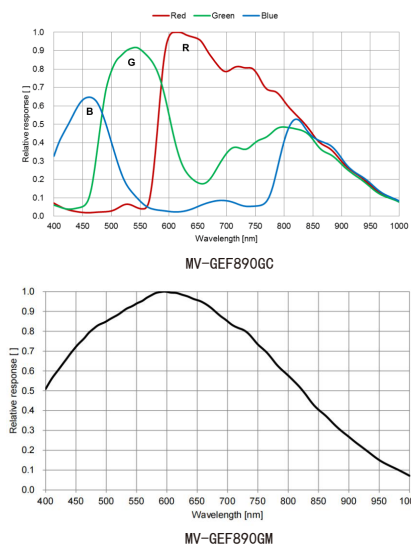 Red Green Blue
Relative response [ ]
1.0
0.9
0.8
0.7
0.6
0.5
0.4
0.3
0.2
0.1
0.0
B
G
R
400 450 500 550 600 650 700 750 800 850 900 950 1000
Wavelength [nm]
MV-GEF890GC
Relative response [ ]
1.0
0.9
0.8
0.7
0.6
0.5
0.4
0.3
0.2
0.1
0.0
400 450 500 550 600 650 700 750 800 850 900 950 1000
Wavelength [nm]
MV-GEF890GM